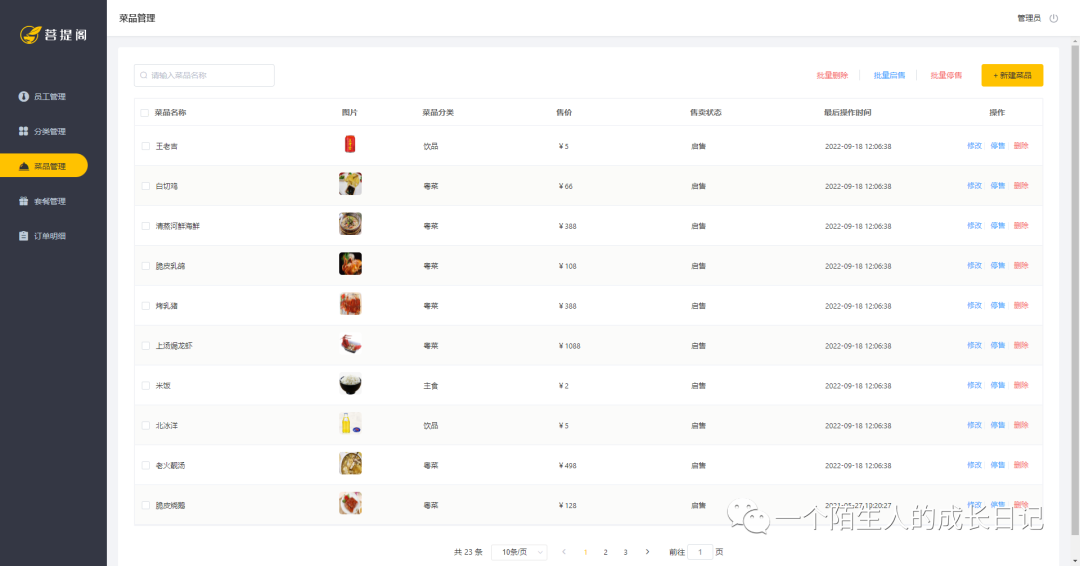 菩提阁
菜品管理
管理员
员工管理
分类管理
菜品管理
套餐管理
订单明细
请输入菜品名称
批量删除 批量启售 批量停售 + 新建菜品
菜品名称 图片 菜品分类 售价 售卖状态 最后操作时间 操作
王老吉 饮品 ¥5 启售 2022-09-18 12:06:38 修改 停售 删除
白切鸡 粤菜 ¥66 启售 2022-09-18 12:06:38 修改 停售 删除
清蒸河鲜海鲜 粤菜 ¥388 启售 2022-09-18 12:06:38 修改 停售 删除
脆皮乳鸽 粤菜 ¥108 启售 2022-09-18 12:06:38 修改 停售 删除
烤乳猪 粤菜 ¥388 启售 2022-09-18 12:06:38 修改 停售 删除
上汤焗龙虾 粤菜 ¥1088 启售 2022-09-18 12:06:38 修改 停售 删除
米饭 主食 ¥2 启售 2022-09-18 12:06:38 修改 停售 删除
北冰洋 饮品 ¥5 启售 2022-09-18 12:06:38 修改 停售 删除
老火靓汤 粤菜 ¥498 启售 2022-09-18 12:06:38 修改 停售 删除
脆皮烧鹅 粤菜 ¥128 启售 修改 停售 删除
一个陌生人的成长日记
共 23 条 10条/页 1 2 3 前往 1 页